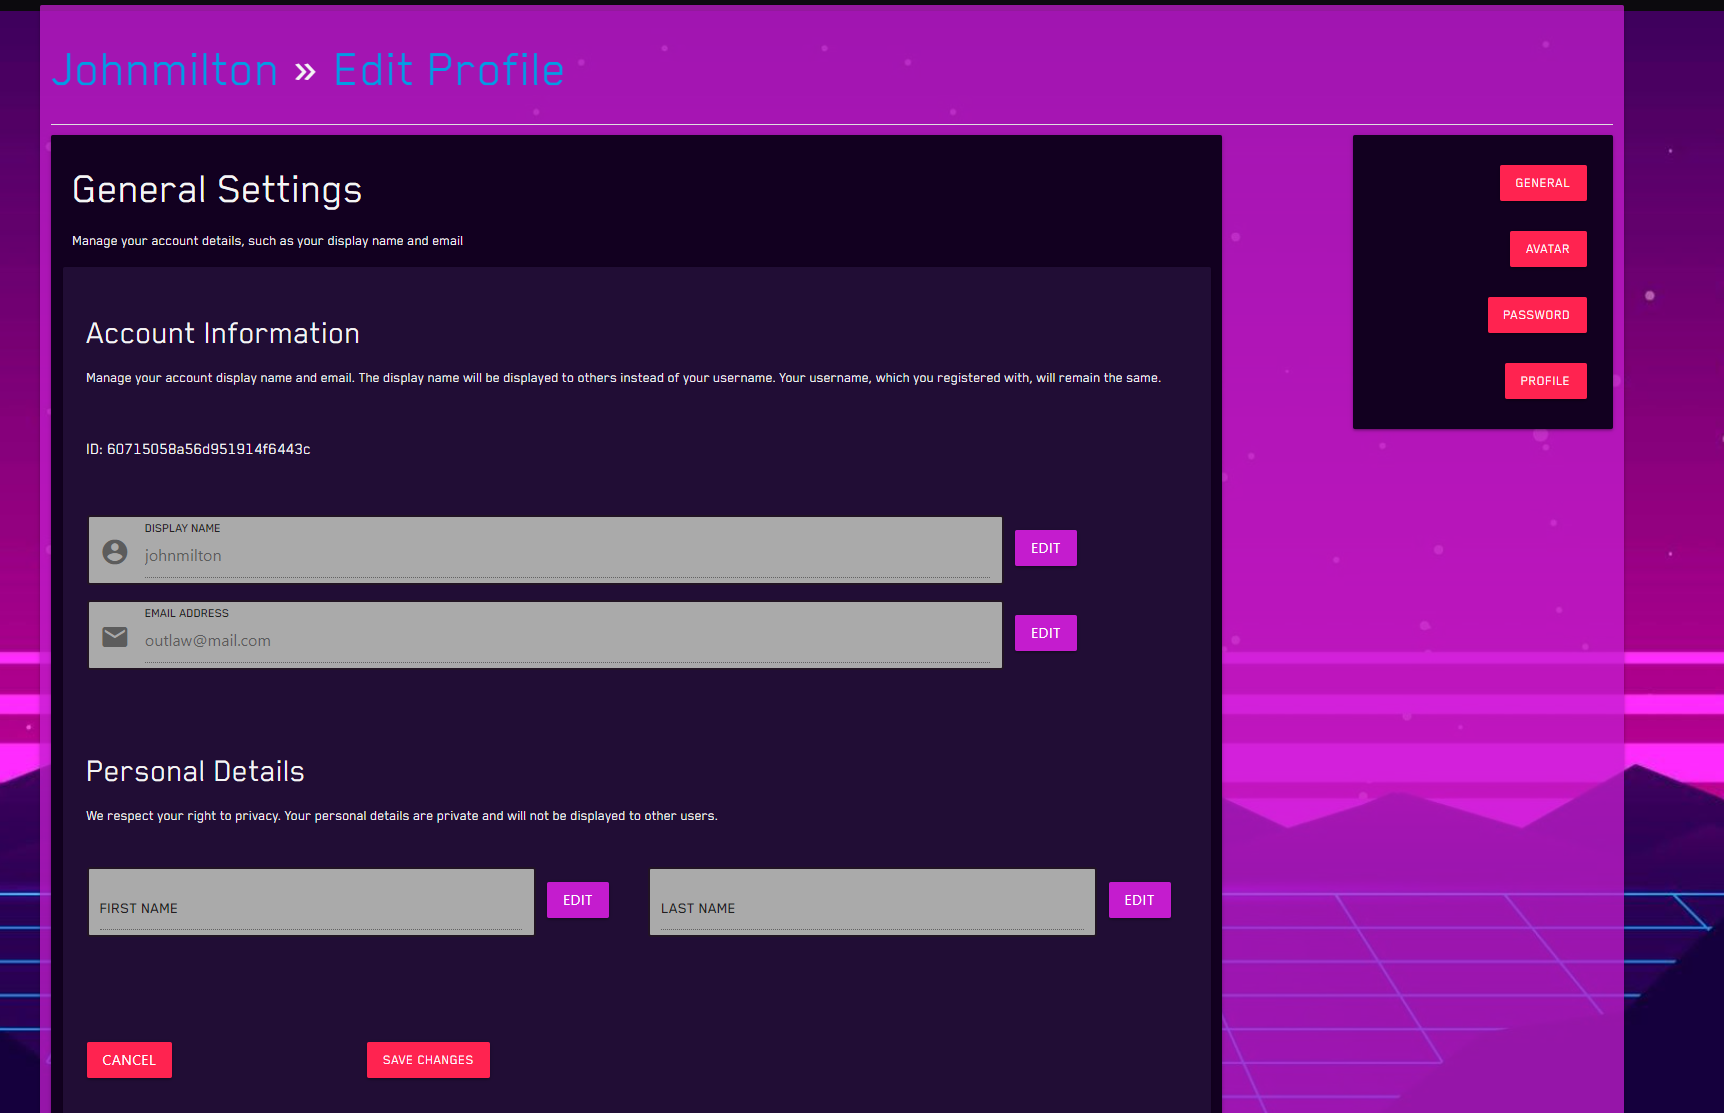 Johnmilton » Edit Profile
General Settings
Manage your account details, such as your display name and email
Account Information
Manage your account display name and email. The display name will be displayed to others instead of your username. Your username, which you registered with, will remain the same.
ID: 60715058a56d951914f6443c
DISPLAY NAME
johnmilton
EDIT
EMAIL ADDRESS
outlaw@mail.com
EDIT
Personal Details
We respect your right to privacy. Your personal details are private and will not be displayed to other users.
FIRST NAME
EDIT
LAST NAME
EDIT
CANCEL
SAVE CHANGES
GENERAL
AVATAR
PASSWORD
PROFILE